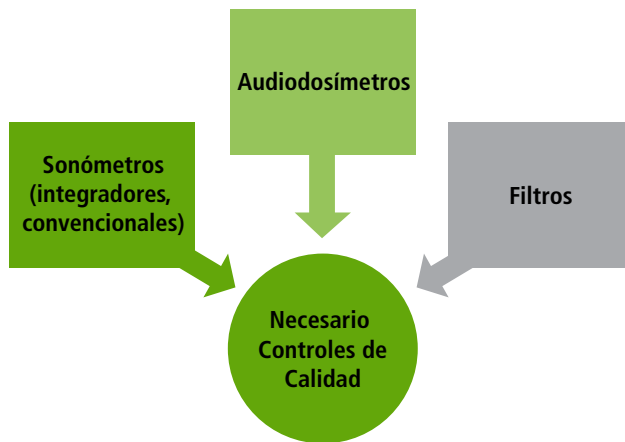 Audiodosímetros
Sonómetros
(integradores,
convencionales)
Filtros
Necesario
Controles de
Calidad